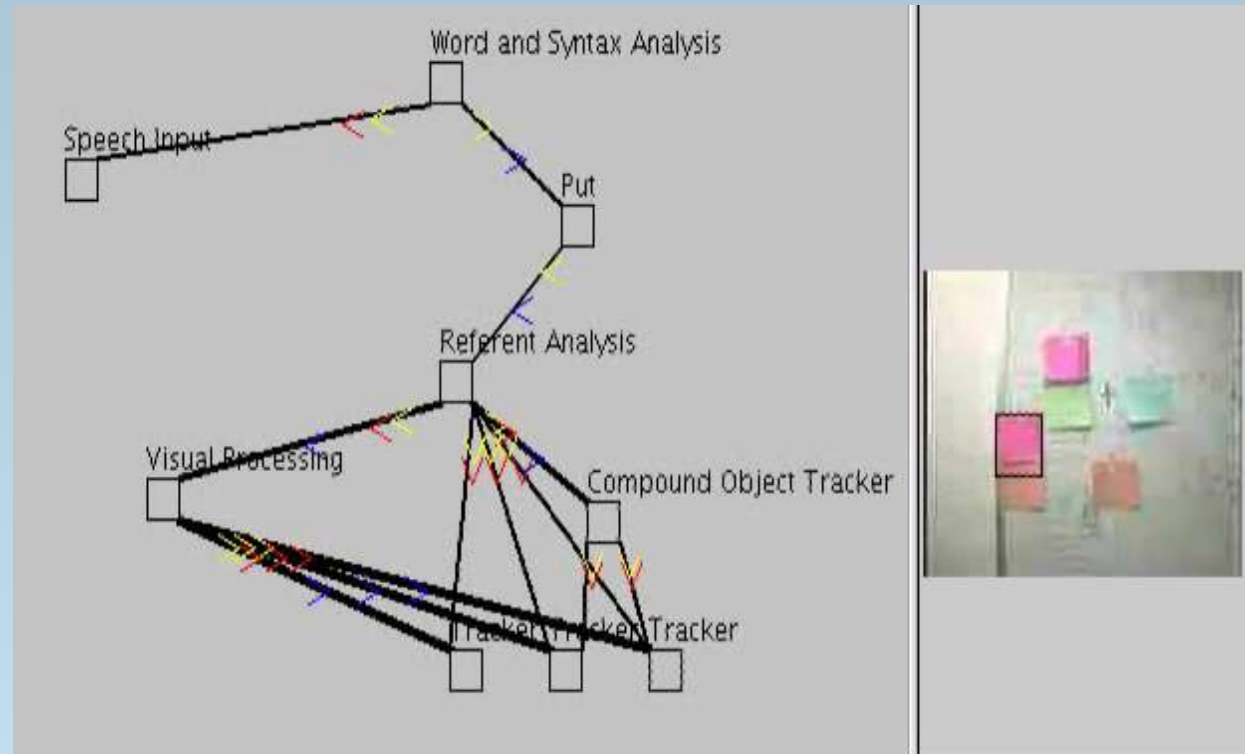 Word and Syntax Analysis
Speech Input
Put
Referent Analysis
Visual Processing
Compound Object Tracker
Tracker Tracker Tracker